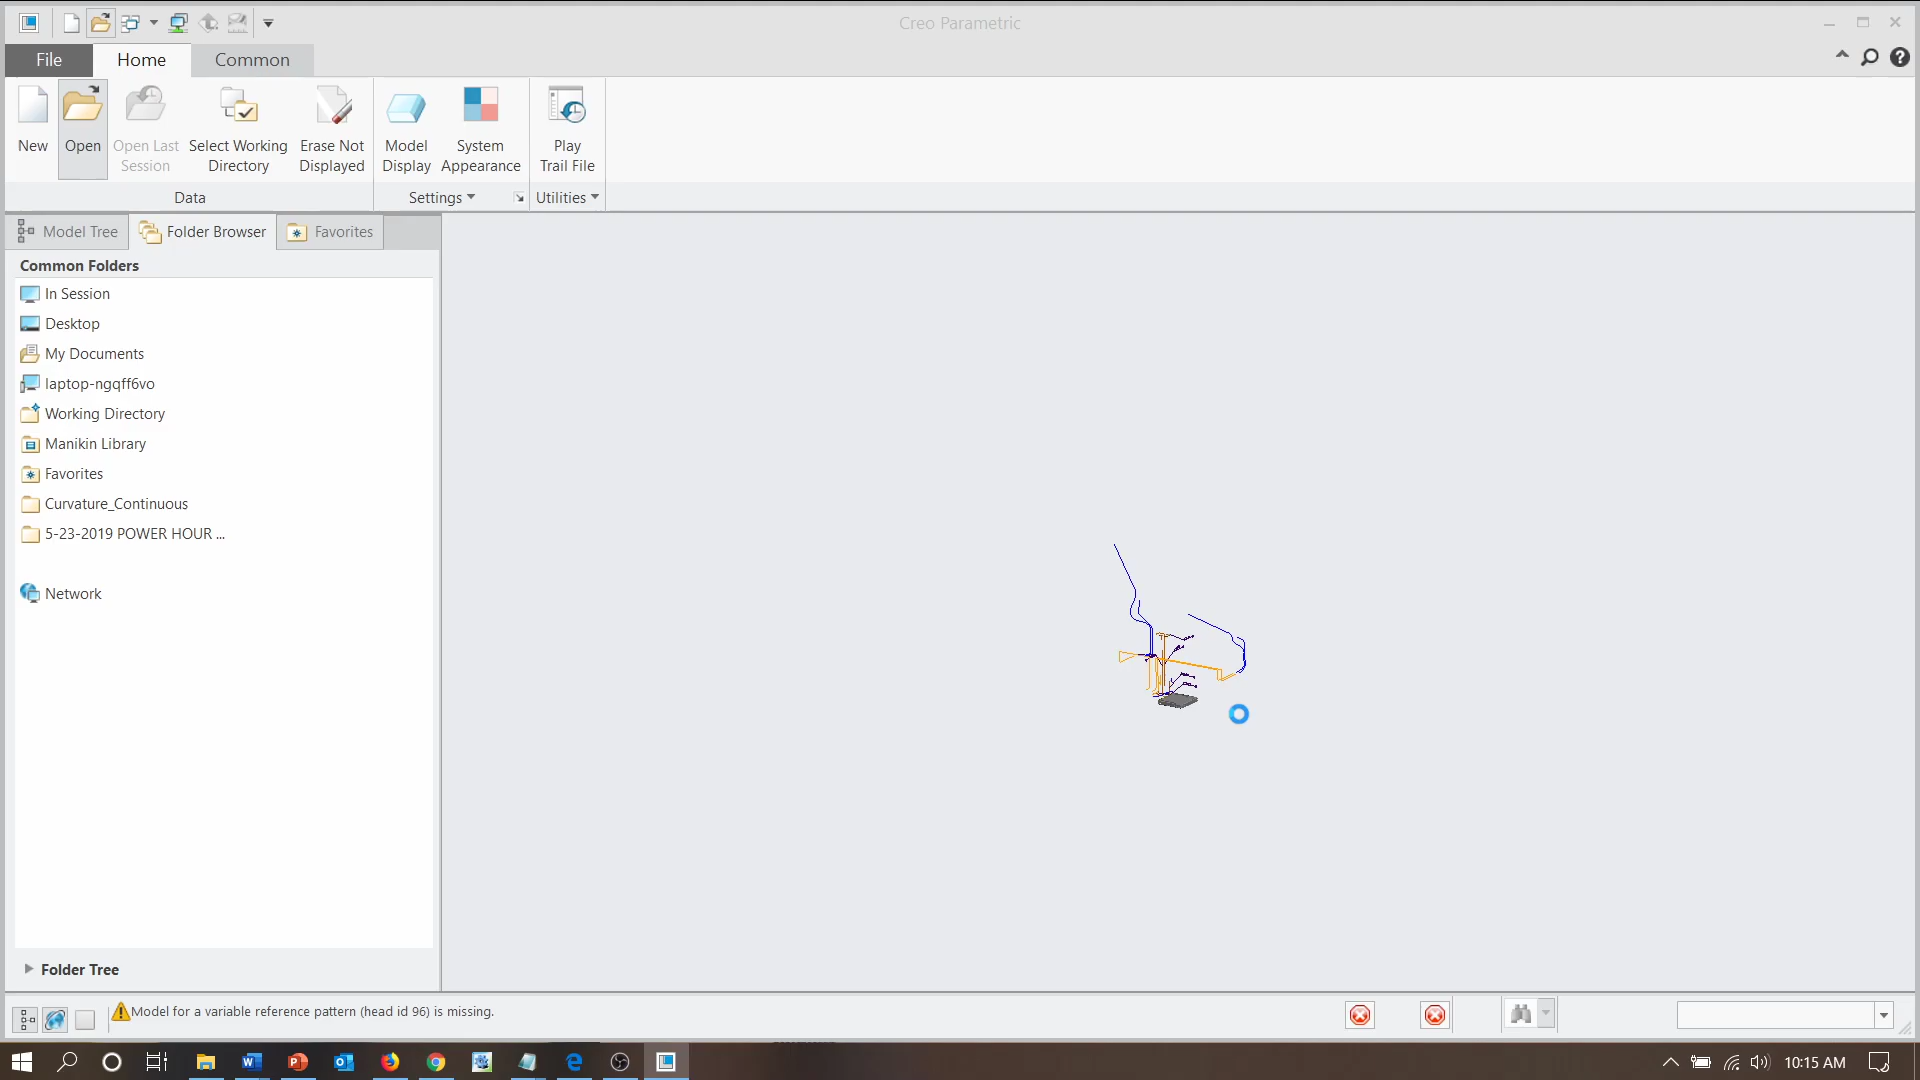 Creo Parametric
File
Home
Common
New
Open
Open Last
Session
Select Working
Directory
Erase Not
Displayed
Model
Display
System
Appearance
Play
Trail File
Data
Settings
Utilities
Model Tree
Folder Browser
Favorites
Common Folders
In Session
Desktop
My Documents
laptop-ngqff6vo
Working Directory
Manikin Library
Favorites
Curvature_Continuous
5-23-2019 POWER HOUR ...
Network
Folder Tree
Model for a variable reference pattern (head id 96) is missing.
10:15 AM